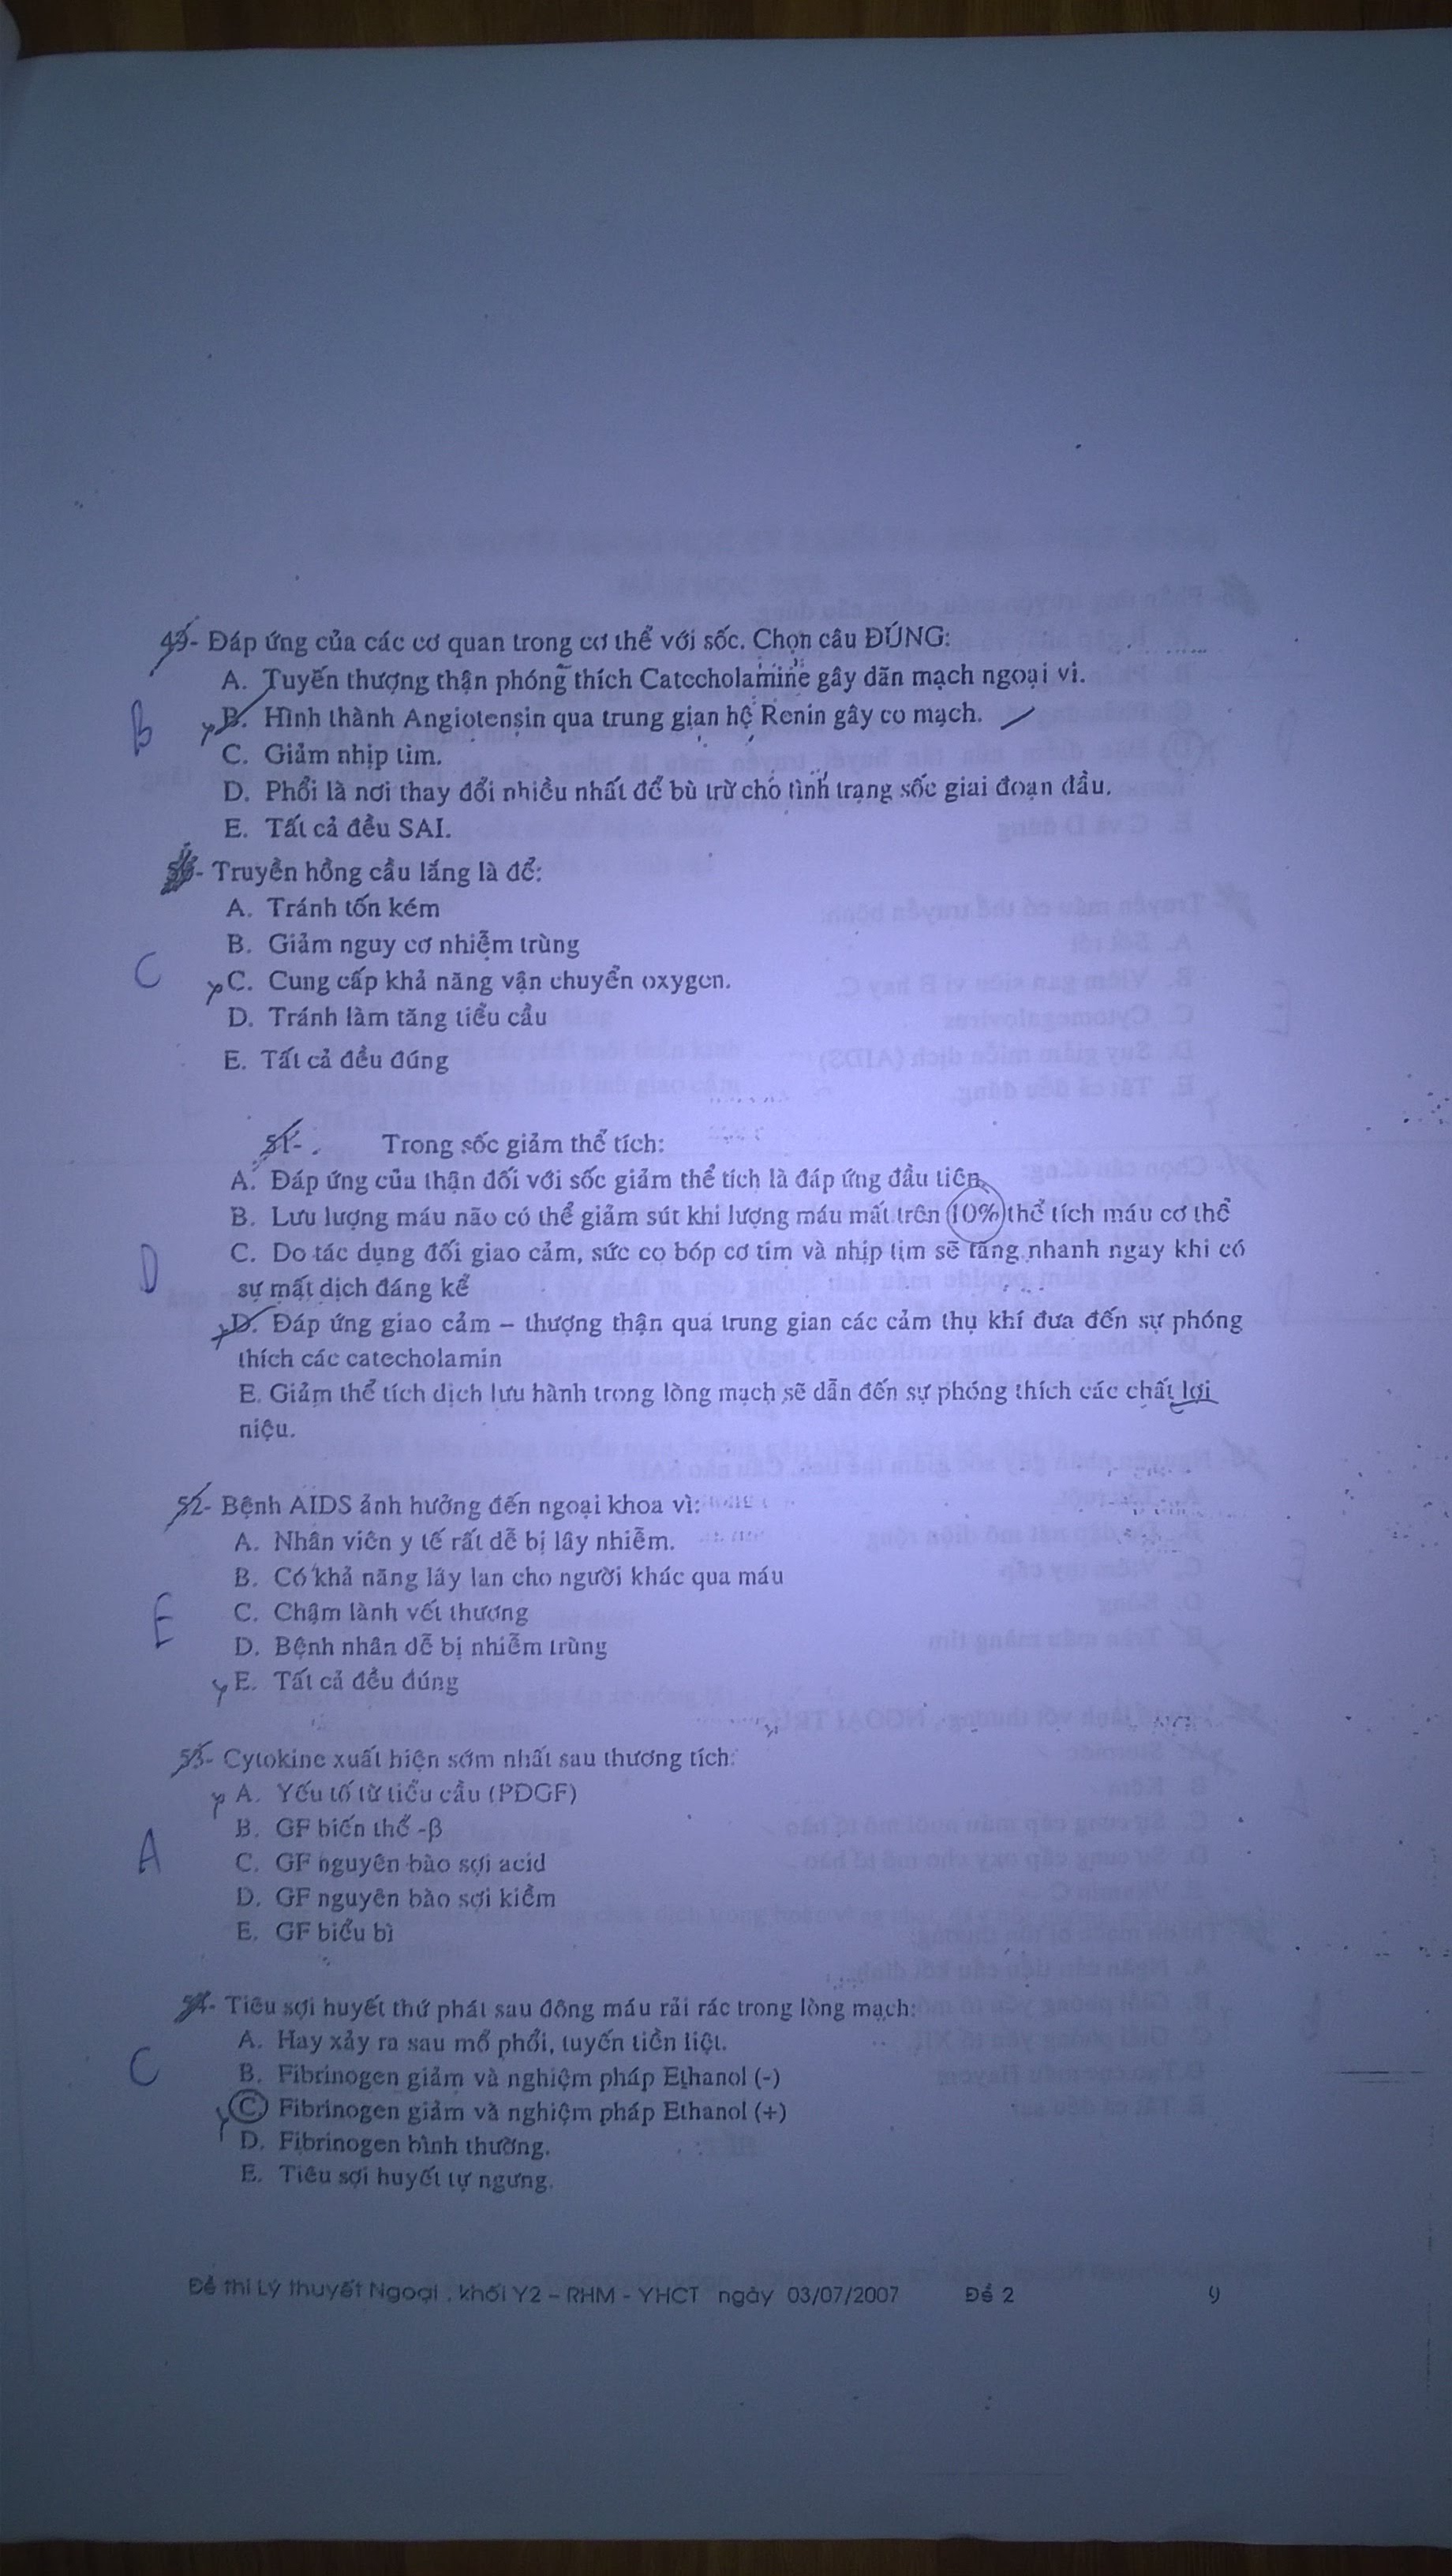 49- Đáp ứng của các cơ quan trong cơ thể với sốc. Chọn câu ĐÚNG:
A. Tuyến thượng thận phóng thích Catecholamine gây dãn mạch ngoại vi.
B B. Hình thành Angiotensin qua trung gian hệ Renin gây co mạch.
C. Giảm nhịp tim.
D. Phổi là nơi thay đổi nhiều nhất để bù trừ cho tình trạng sốc giai đoạn đầu.
E. Tất cả đều SAI.
50- Truyền hồng cầu lắng là để:
A. Tránh tốn kém
B. Giảm nguy cơ nhiễm trùng
C C. Cung cấp khả năng vận chuyển oxygen.
D. Tránh làm tăng tiểu cầu
E. Tất cả đều đúng
51- . Trong sốc giảm thể tích:
A. Đáp ứng của thận đối với sốc giảm thể tích là đáp ứng đầu tiên.
B. Lưu lượng máu não có thể giảm sút khi lượng máu mất trên 10% thể tích máu cơ thể
D C. Do tác dụng đối giao cảm, sức co bóp cơ tim và nhịp tim sẽ tăng nhanh ngay khi có
sự mất dịch đáng kể
D. Đáp ứng giao cảm – thượng thận qua trung gian các cảm thụ khí đưa đến sự phóng
thích các catecholamin
E. Giảm thể tích dịch lưu hành trong lòng mạch sẽ dẫn đến sự phóng thích các chất lợi
niệu.
52- Bệnh AIDS ảnh hưởng đến ngoại khoa vì:
A. Nhân viên y tế rất dễ bị lây nhiễm.
B. Có khả năng lây lan cho người khác qua máu
E C. Chậm lành vết thương
D. Bệnh nhân dễ bị nhiễm trùng
E. Tất cả đều đúng
53- Cytokine xuất hiện sớm nhất sau thương tích:
A. Yếu tố từ tiểu cầu (PDGF)
B. GF biến thể -β
A C. GF nguyên bào sợi acid
D. GF nguyên bào sợi kiềm
E. GF biểu bì
54- Tiêu sợi huyết thứ phát sau đông máu rải rác trong lòng mạch:
A. Hay xảy ra sau mổ phổi, tuyến tiền liệt.
C B. Fibrinogen giảm và nghiệm pháp Ethanol (-)
C. Fibrinogen giảm và nghiệm pháp Ethanol (+)
D. Fibrinogen bình thường.
E. Tiêu sợi huyết tự ngưng.
Đề thi Lý thuyết Ngoại , khối Y2 – RHM - YHCT ngày 03/07/2007 Đề 2 9